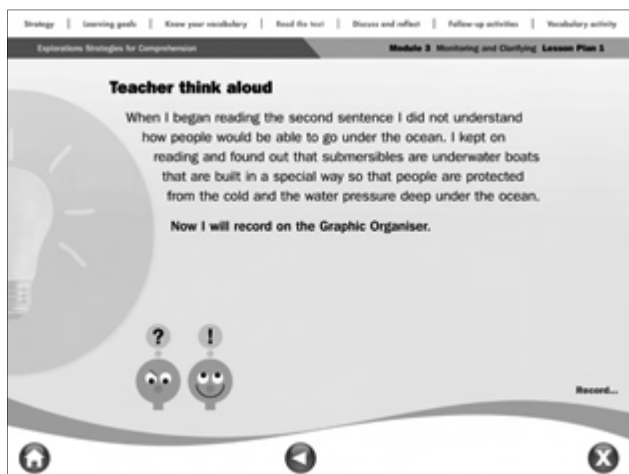 Strategy | Learning goals | Know your vocabulary | Read the text | Discuss and reflect | Follow-up activities | Vocabulary activity
Explorations Strategies for Comprehension
Module 3 Monitoring and Clarifying Lesson Plan 1
Teacher think aloud
When I began reading the second sentence I did not understand
how people would be able to go under the ocean. I kept on
reading and found out that submersibles are underwater boats
that are built in a special way so that people are protected
from the cold and the water pressure deep under the ocean.
Now I will record on the Graphic Organiser.
? !
Record...
X